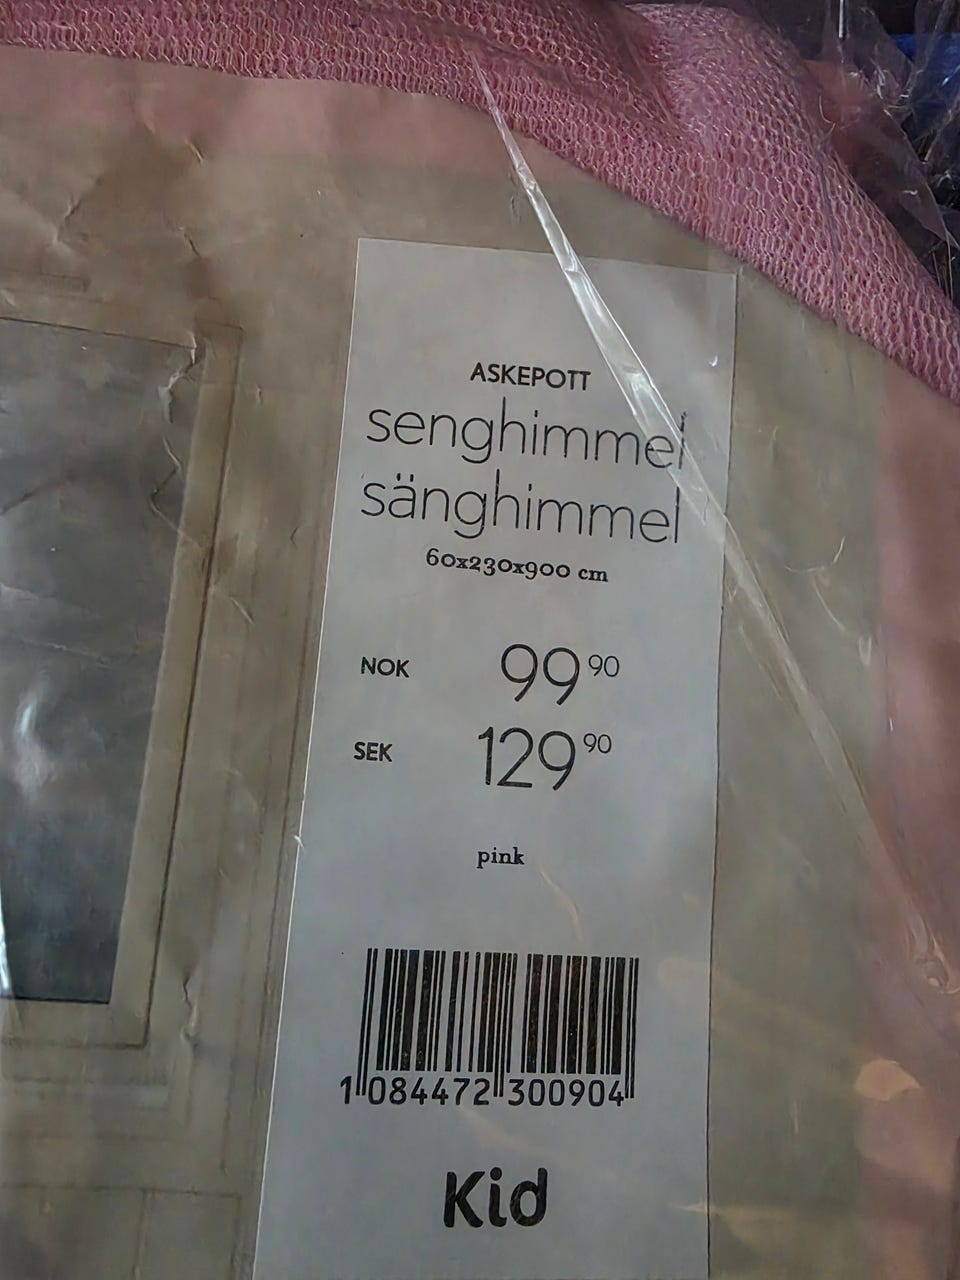 ASKEPOTT
senghimmel
sänghimmel
60x230x900 cm
NOK 99 90
SEK 129 90
pink
1 084472 300904
Kid